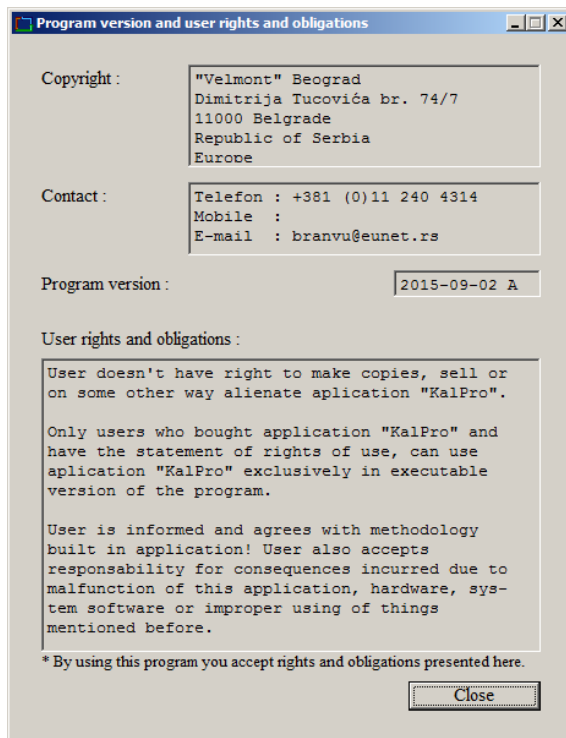 Program version and user rights and obligations
Copyright :
"Velmont" Beograd
Dimitrija Tucovića br. 74/7
11000 Belgrade
Republic of Serbia
Europe
Contact :
Telefon : +381 (0)11 240 4314
Mobile :
E-mail : branvu@eunet.rs
Program version :
2015-09-02 A
User rights and obligations :
User doesn't have right to make copies, sell or
on some other way alienate aplication "KalPro".
Only users who bought application "KalPro" and
have the statement of rights of use, can use
aplication "KalPro" exclusively in executable
version of the program.
User is informed and agrees with methodology
built in application! User also accepts
responsability for consequences incurred due to
malfunction of this application, hardware, sys-
tem software or improper using of things
mentioned before.
* By using this program you accept rights and obligations presented here.
Close